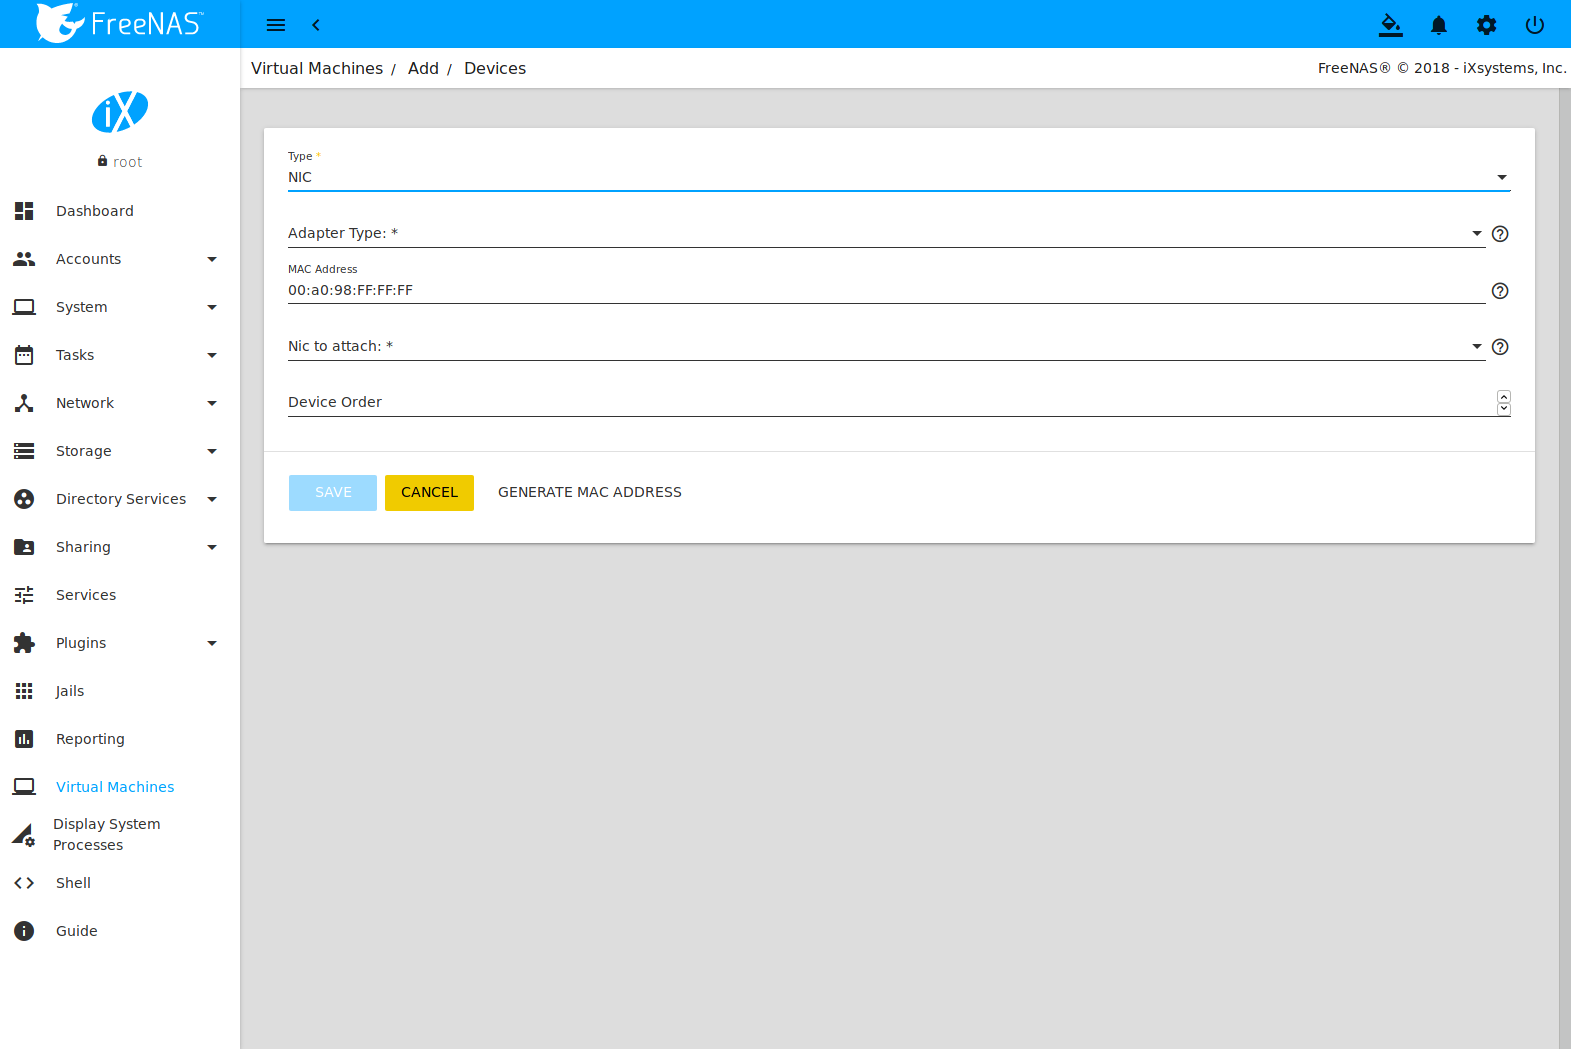 FreeNAS™
Virtual Machines / Add / Devices
FreeNAS® © 2018 - iXsystems, Inc.
iX
root
Dashboard
Accounts
System
Tasks
Network
Storage
Directory Services
Sharing
Services
Plugins
Jails
Reporting
Virtual Machines
Display System
Processes
Shell
Guide
Type *
NIC
Adapter Type: *
MAC Address
00:a0:98:FF:FF:FF
Nic to attach: *
Device Order
SAVE CANCEL GENERATE MAC ADDRESS